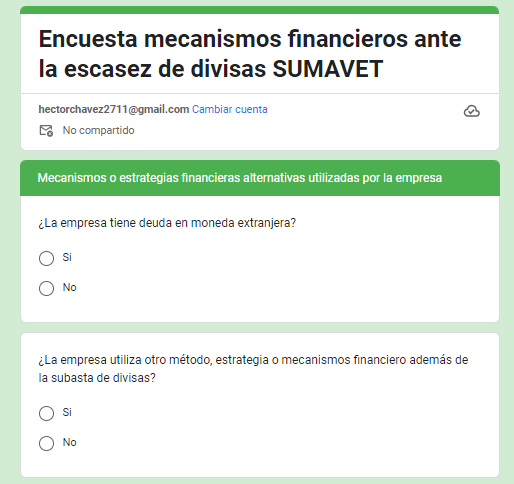 Encuesta mecanismos financieros ante
la escasez de divisas SUMAVET
hectorchavez2711@gmail.com Cambiar cuenta
No compartido
Mecanismos o estrategias financieras alternativas utilizadas por la empresa
¿La empresa tiene deuda en moneda extranjera?
Si
No
¿La empresa utiliza otro método, estrategia o mecanismos financiero además de
la subasta de divisas?
Si
No